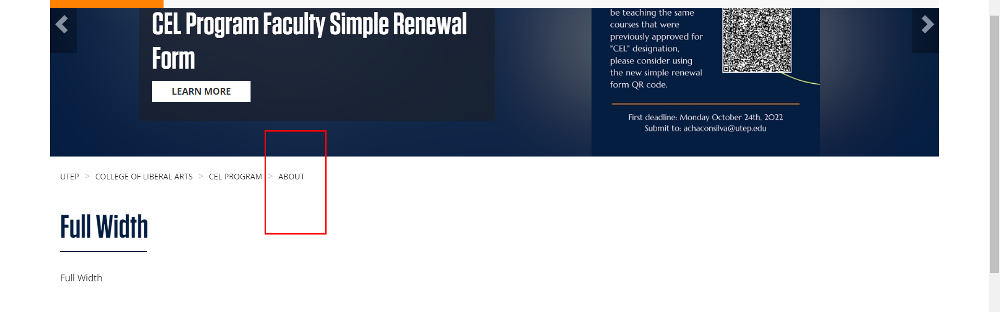 CEL Program Faculty Simple Renewal
Form
LEARN MORE
be teaching the same
courses that were
previously approved for
"CEL" designation,
please consider using
the new simple renewal
form QR code.
First deadline: Monday October 24th, 2022
Submit to: achaconsilva@utep.edu
UTEP > COLLEGE OF LIBERAL ARTS > CEL PROGRAM > ABOUT
Full Width
Full Width